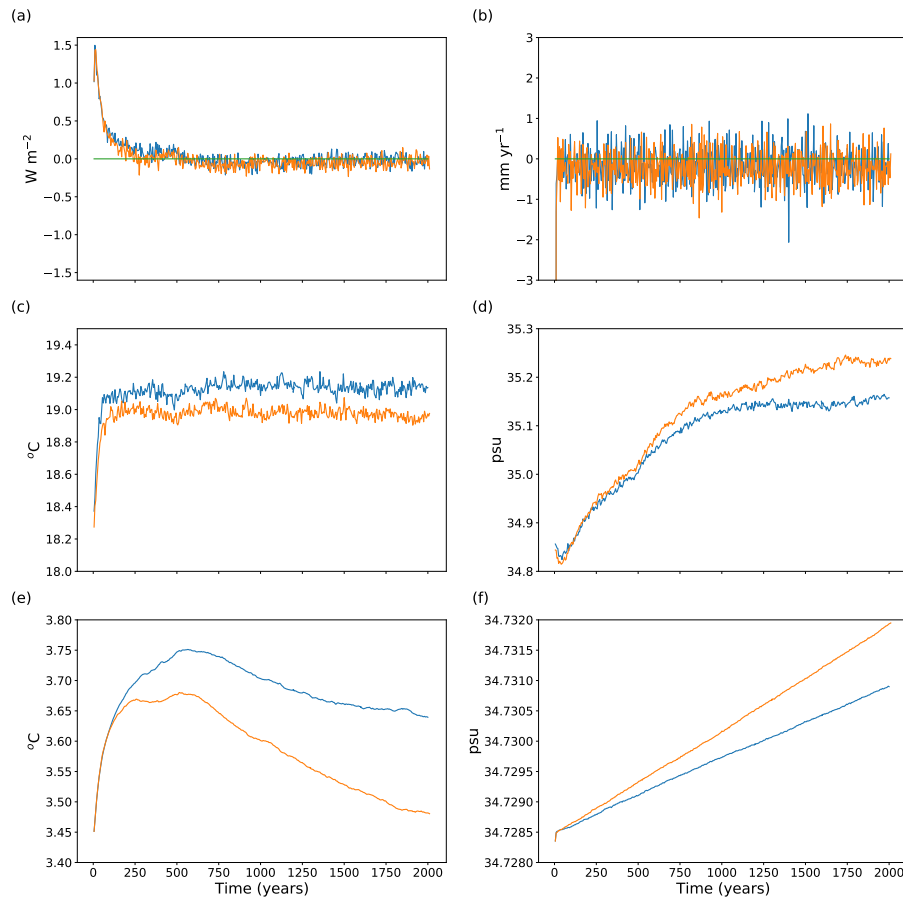 (a)
1.5
1.0
0.5
0.0
−0.5
−1.0
−1.5
W m⁻²
(b)
3
2
1
0
−1
−2
−3
mm yr⁻¹
(c)
19.4
19.2
19.0
18.8
18.6
18.4
18.2
18.0
°C
(d)
35.3
35.2
35.1
35.0
34.9
34.8
psu
(e)
3.80
3.75
3.70
3.65
3.60
3.55
3.50
3.45
3.40
°C
0 250 500 750 1000 1250 1500 1750 2000
Time (years)
(f)
34.7320
34.7315
34.7310
34.7305
34.7300
34.7295
34.7290
34.7285
34.7280
psu
0 250 500 750 1000 1250 1500 1750 2000
Time (years)